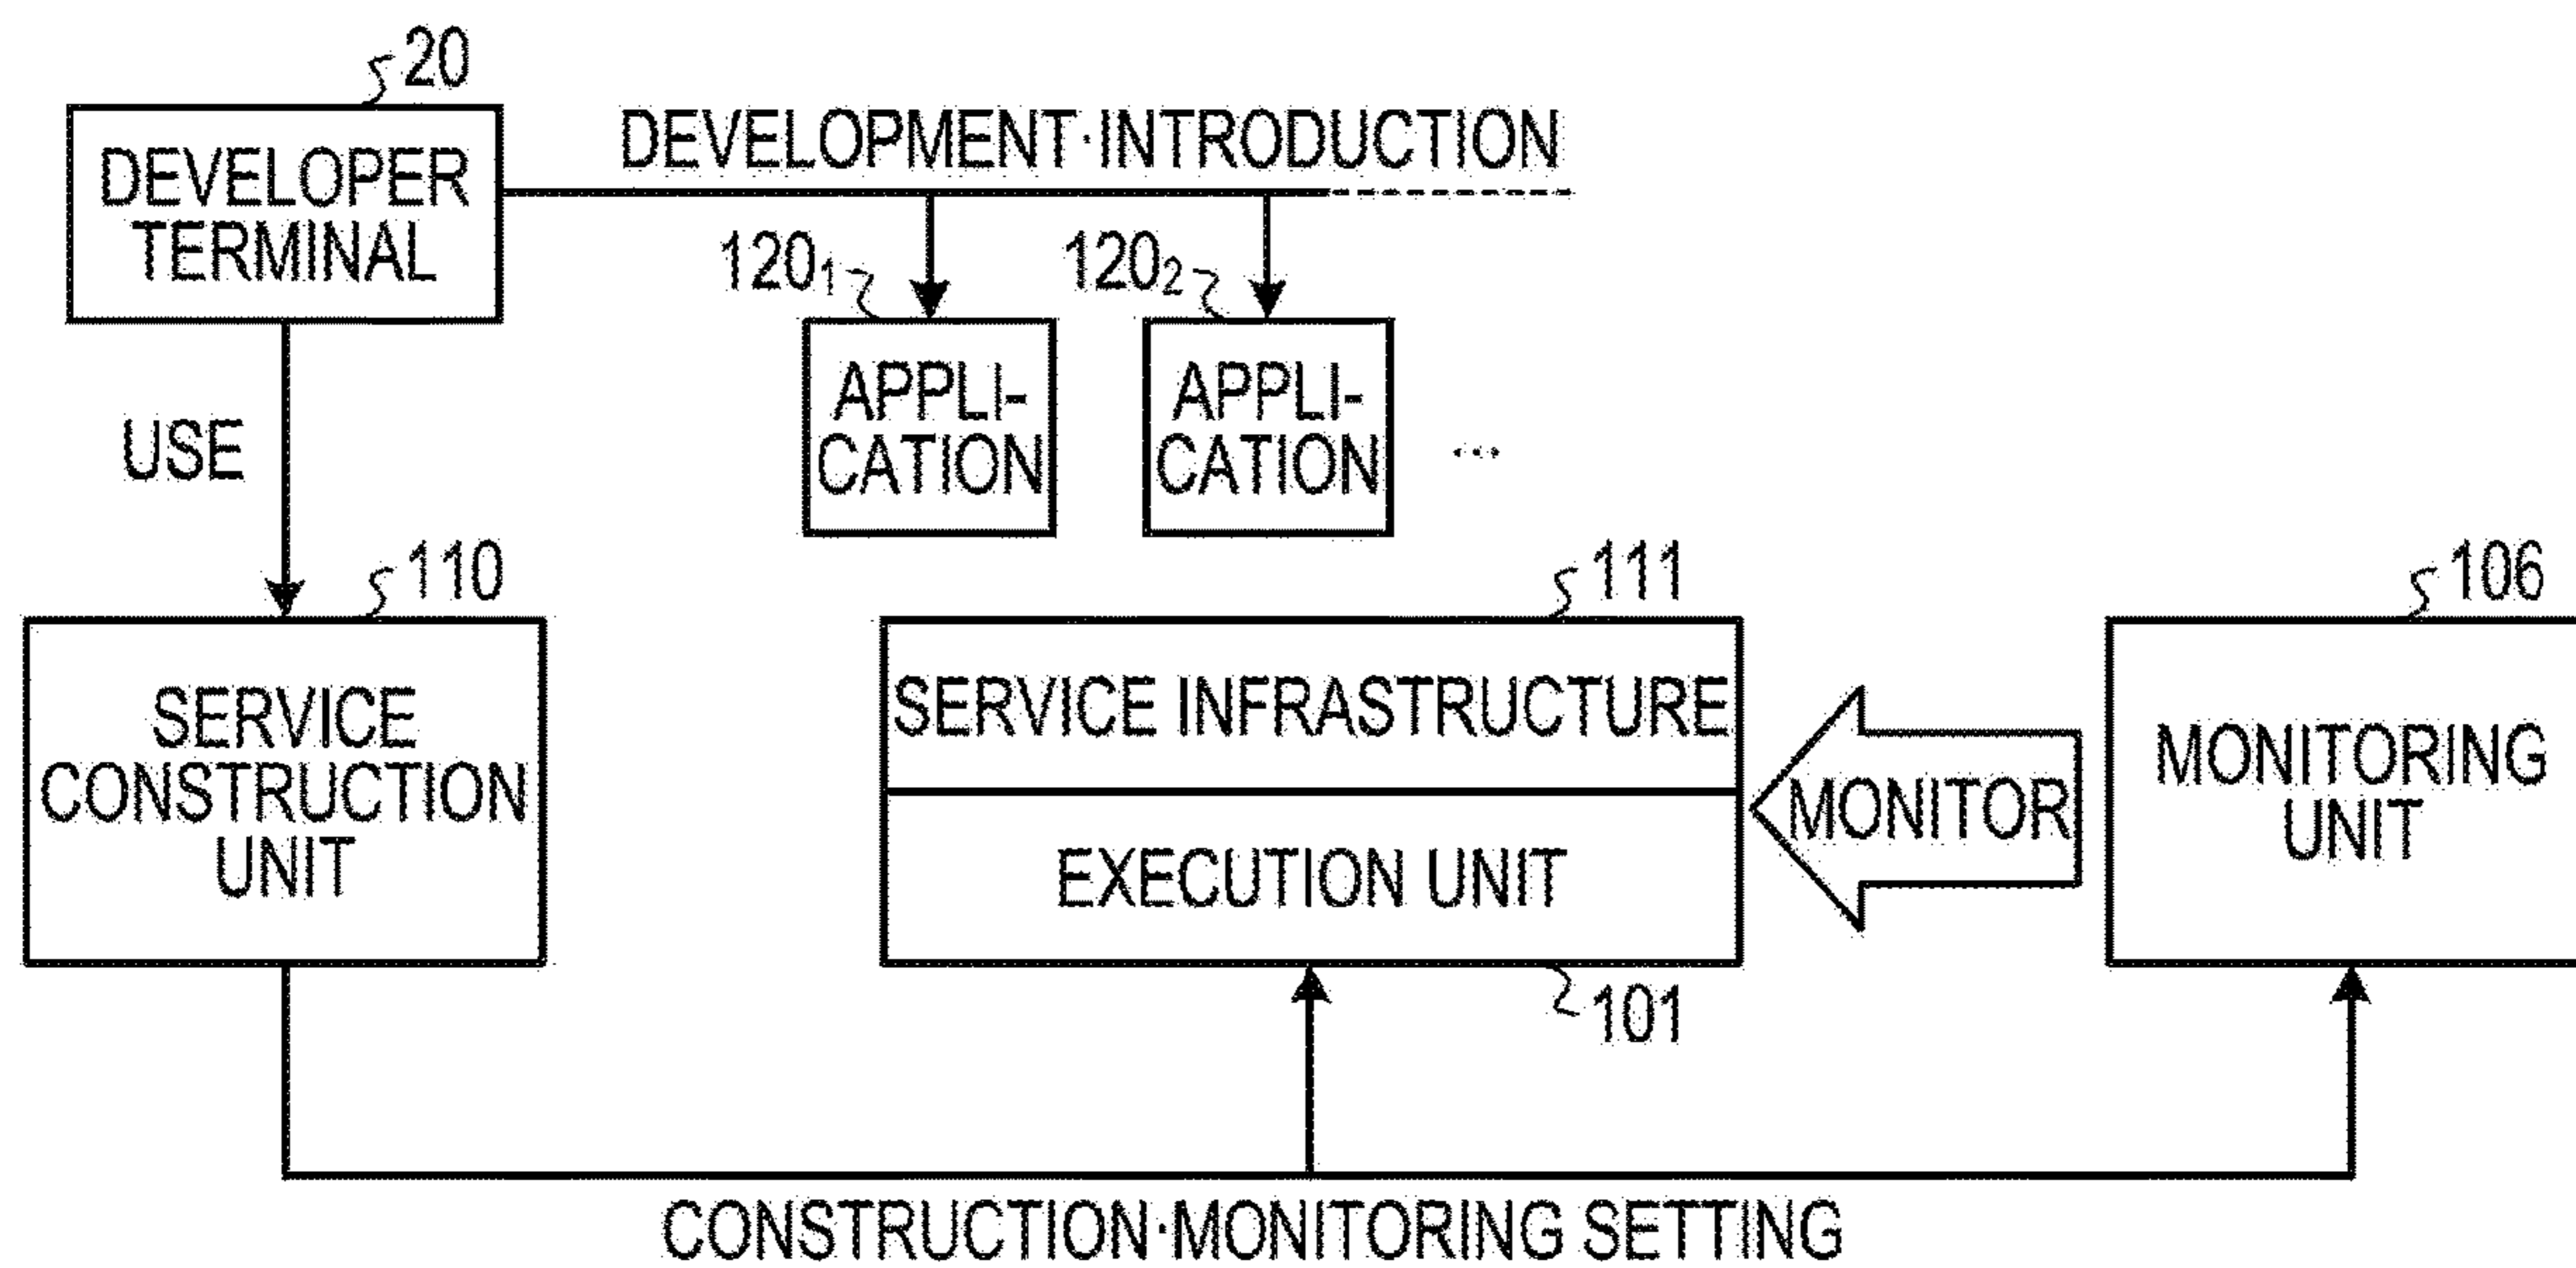 20
DEVELOPER
TERMINAL
DEVELOPMENT·INTRODUCTION
120₁
120₂
APPLI-
CATION
APPLI-
CATION
...
USE
110
111
106
SERVICE
CONSTRUCTION
UNIT
SERVICE INFRASTRUCTURE
EXECUTION UNIT
MONITOR
MONITORING
UNIT
101
CONSTRUCTION·MONITORING SETTING